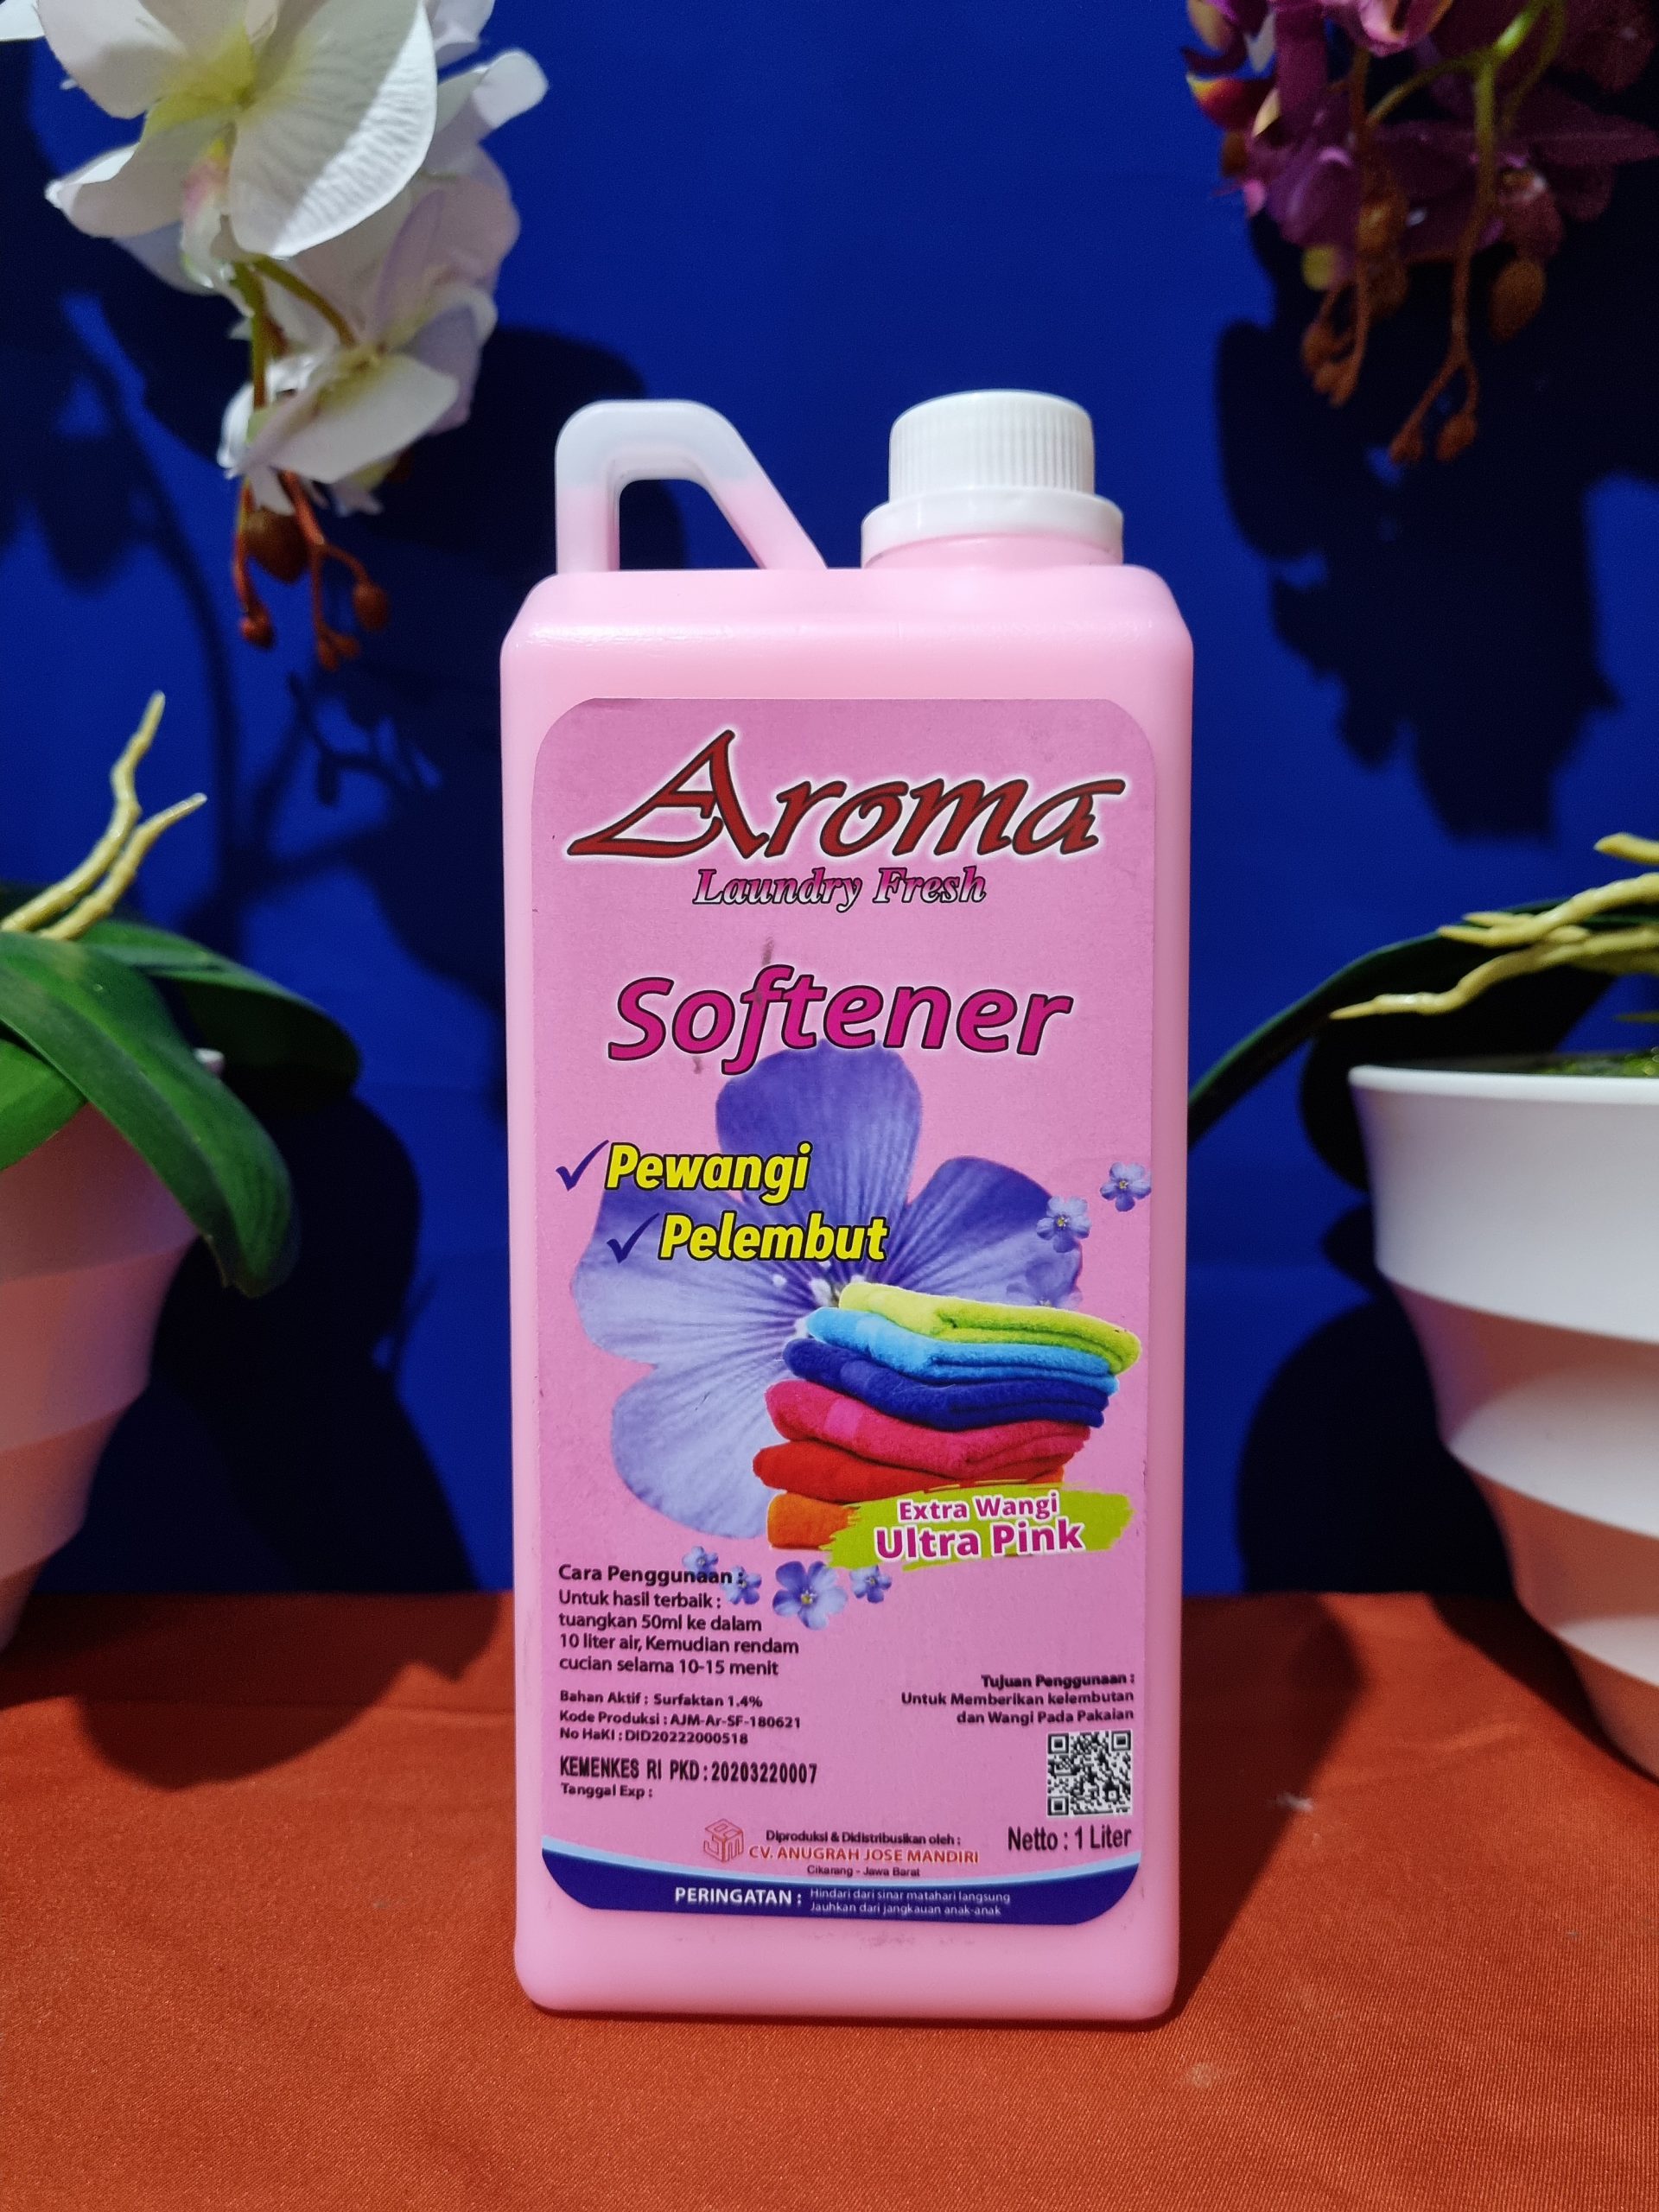 Aroma
Laundry Fresh
Softener
Pewangi
Pelembut
Extra Wangi
Ultra Pink
Cara Penggunaan :
Untuk hasil terbaik :
tuangkan 50ml ke dalam
10 liter air, Kemudian rendam
cucian selama 10-15 menit
Bahan Aktif : Surfaktan 1.4%
Kode Produksi : AJM-Ar-SF-180621
No HaKI : DID20222000518
KEMENKES RI PKD : 20203220007
Tanggal Exp :
Tujuan Penggunaan :
Untuk Memberikan kelembutan
dan Wangi Pada Pakaian
Netto : 1 Liter
Diproduksi & Didistribusikan oleh :
CV. ANUGRAH JOSE MANDIRI
Cikarang - Jawa Barat
PERINGATAN : Hindari dari sinar matahari langsung
Jauhkan dari jangkauan anak-anak